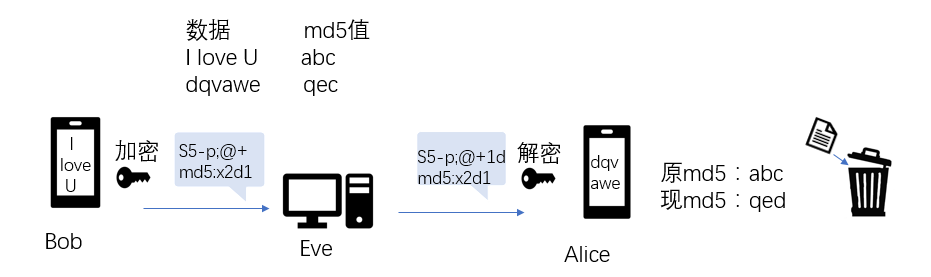 数据 md5值
I love U abc
dqvawe qec
I
love
U
加密
S5-p;@+
md5:x2d1
S5-p;@+1d
md5:x2d1
解密
dqv
awe
原md5：abc
现md5：qed
Bob
Eve
Alice